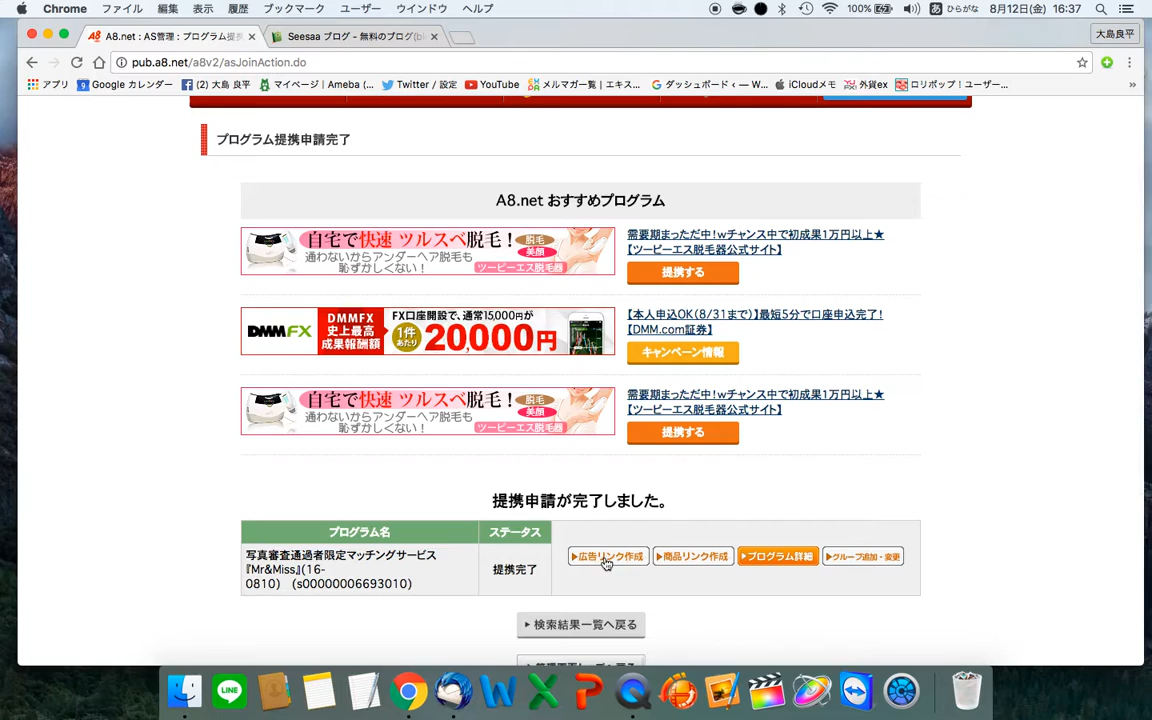 Chrome ファイル 編集 表示 履歴 ブックマーク ユーザー ウインドウ ヘルプ 100% あ ひらがな 8月12日(金) 16:37
A8.net : AS管理 : プログラム提携 Seesaa ブログ - 無料のブログ(bl 大島良平
pub.a8.net/a8v2/asJoinAction.do
アプリ Google カレンダー (2) 大島 良平 マイページ | Ameba (... Twitter / 設定 YouTube メルマガ一覧 | エキス... ダッシュボード ‹ — W... iCloudメモ 外貨ex ロリポップ！ユーザー...
プログラム提携申請完了
A8.net おすすめプログラム
自宅で快速 ツルスベ脱毛！ 脱毛 美顔
通わないからアンダーヘア脱毛も
恥ずかしくない！ ツーピーエス脱毛器
需要期まっただ中！wチャンス中で初成果1万円以上★
【ツーピーエス脱毛器公式サイト】
提携する
DMMFX DMMFX 史上最高 成果報酬額 FX口座開設で、通常15,000円が
1件あたり 20,000円
【本人申込OK(8/31まで)】最短5分で口座申込完了！
【DMM.com証券】
キャンペーン情報
自宅で快速 ツルスベ脱毛！ 脱毛 美顔
通わないからアンダーヘア脱毛も
恥ずかしくない！ ツーピーエス脱毛器
需要期まっただ中！wチャンス中で初成果1万円以上★
【ツーピーエス脱毛器公式サイト】
提携する
提携申請が完了しました。
プログラム名 ステータス
写真審査通過者限定マッチングサービス
『Mr&Miss』(16-
0810) (s00000006693010)
提携完了
広告リンク作成 商品リンク作成 プログラム詳細 グループ追加・変更
検索結果一覧へ戻る
LINE